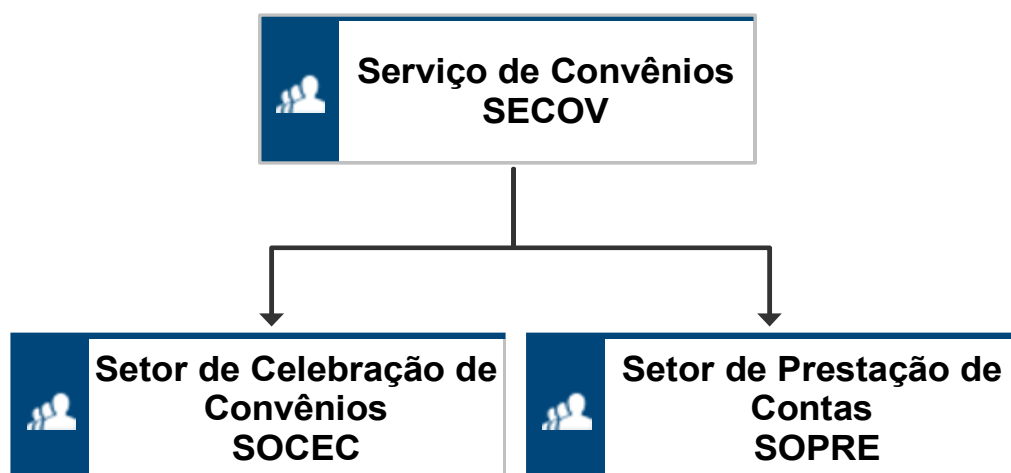 Serviço de Convênios
SECOV
Setor de Celebração de
Convênios
SOCEC
Setor de Prestação de
Contas
SOPRE